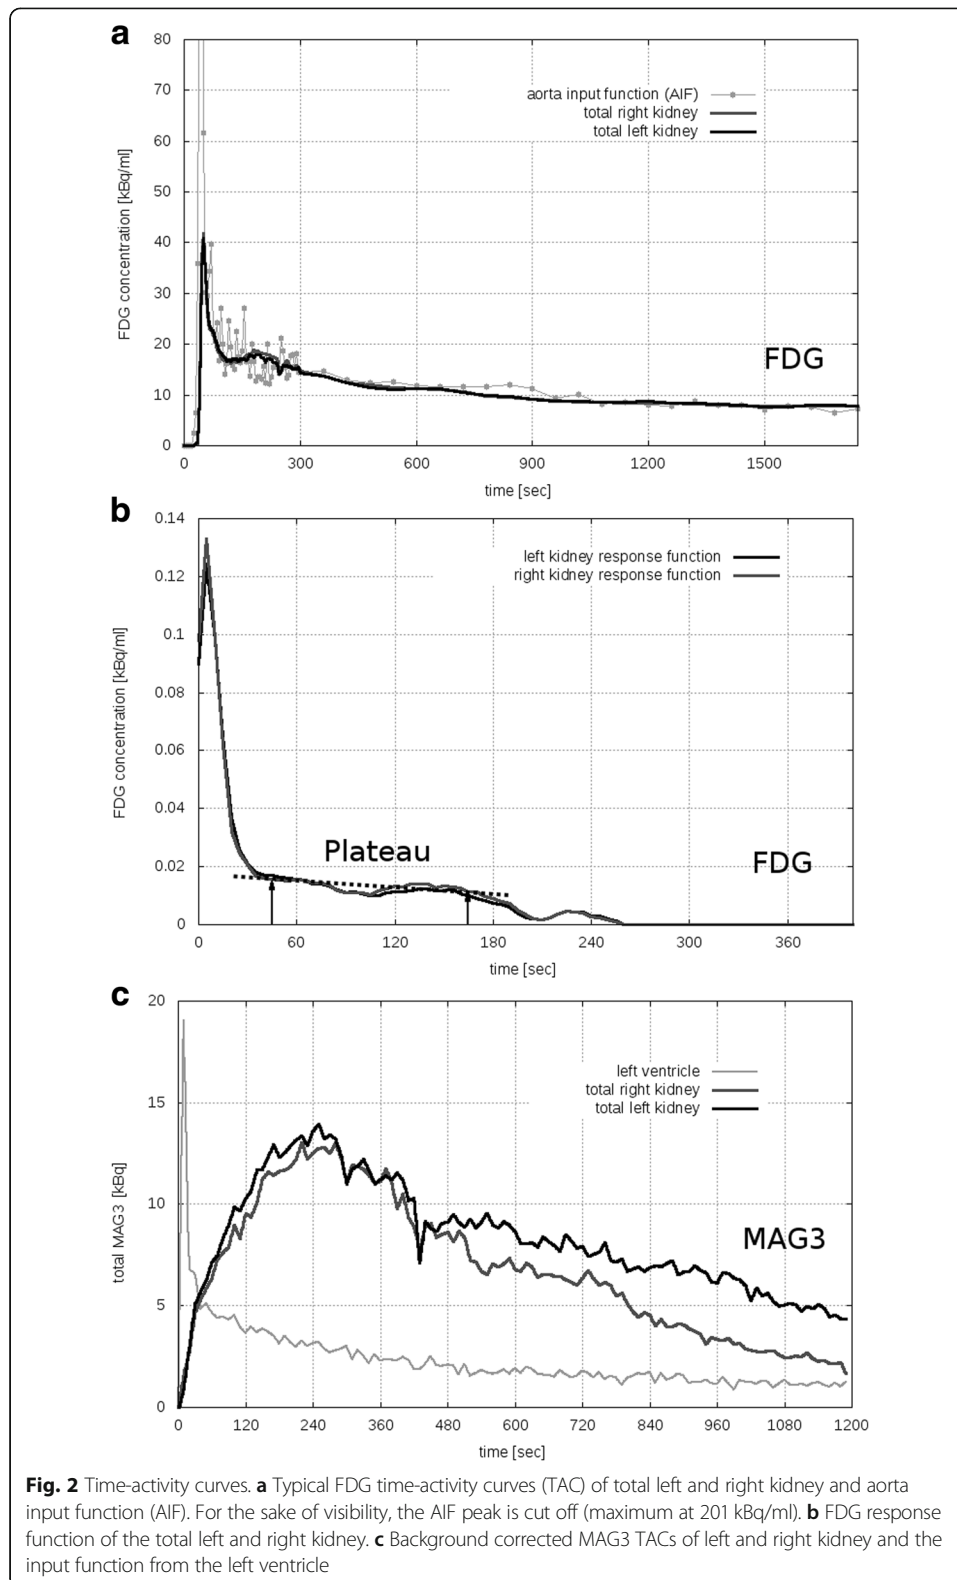 a
80
70
60
50
40
30
20
10
0
FDG concentration [kBq/ml]
aorta input function (AIF)
total right kidney
total left kidney
FDG
0 300 600 900 1200 1500
time [sec]
b
0.14
0.12
0.1
0.08
0.06
0.04
0.02
0
FDG concentration [kBq/ml]
left kidney response function
right kidney response function
Plateau
FDG
0 60 120 180 240 300 360
time [sec]
c
20
15
10
5
0
total MAG3 [kBq]
left ventricle
total right kidney
total left kidney
MAG3
0 120 240 360 480 600 720 840 960 1080 1200
time [sec]
Fig. 2 Time-activity curves. a Typical FDG time-activity curves (TAC) of total left and right kidney and aorta
input function (AIF). For the sake of visibility, the AIF peak is cut off (maximum at 201 kBq/ml). b FDG response
function of the total left and right kidney. c Background corrected MAG3 TACs of left and right kidney and the
input function from the left ventricle